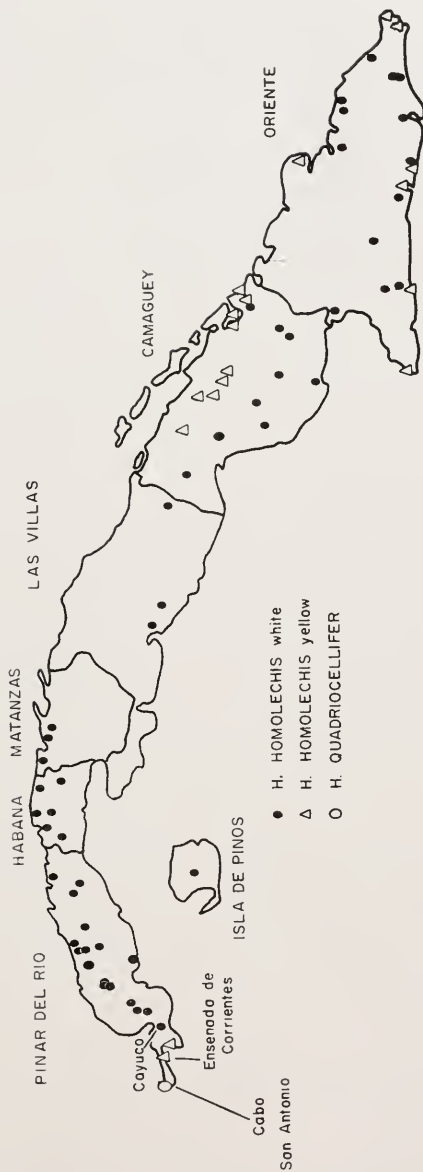 PINAR DEL RIO
HABANA
MATANZAS
LAS VILLAS
CAMAGUEY
ORIENTE
Cayuco
Ensenada de
Corrientes
Cabo
San Antonio
ISLA DE PINOS
● H. HOMOLECHIS white
△ H. HOMOLECHIS yellow
○ H. QUADRIOCELLIFER